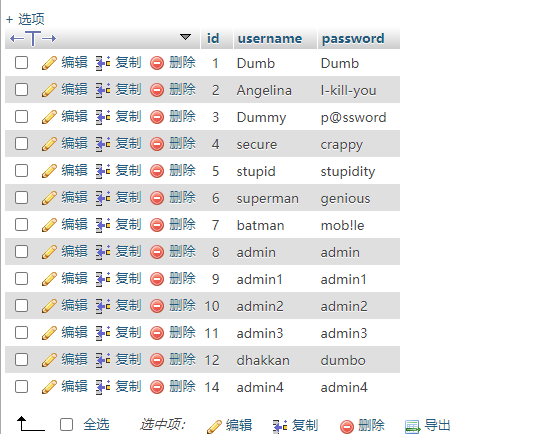 + 选项
id username password
编辑 复制 删除 1 Dumb Dumb
编辑 复制 删除 2 Angelina I-kill-you
编辑 复制 删除 3 Dummy p@ssword
编辑 复制 删除 4 secure crappy
编辑 复制 删除 5 stupid stupidity
编辑 复制 删除 6 superman genious
编辑 复制 删除 7 batman mob!le
编辑 复制 删除 8 admin admin
编辑 复制 删除 9 admin1 admin1
编辑 复制 删除 10 admin2 admin2
编辑 复制 删除 11 admin3 admin3
编辑 复制 删除 12 dhakkan dumbo
编辑 复制 删除 14 admin4 admin4
全选 选中项: 编辑 复制 删除 导出